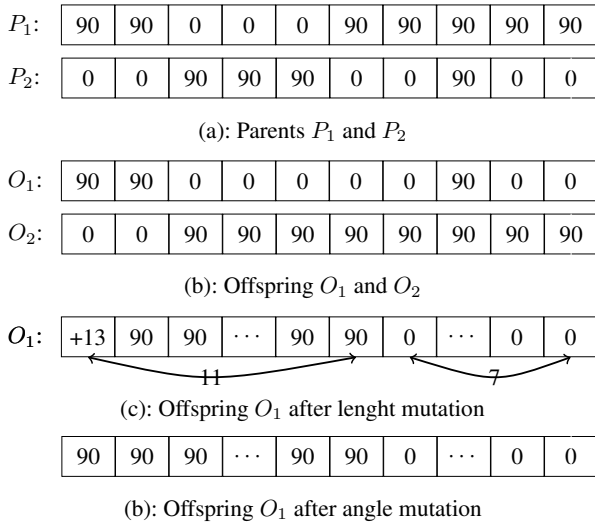 P₁: 90 90 0 0 0 90 90 90 90 90
P₂: 0 0 90 90 90 0 0 90 0 0
(a): Parents P₁ and P₂
O₁: 90 90 0 0 0 0 0 90 0 0
O₂: 0 0 90 90 90 90 90 90 90 90
(b): Offspring O₁ and O₂
O₁: +13 90 90 ··· 90 90 0 ··· 0 0
11 7
(c): Offspring O₁ after lenght mutation
90 90 90 ··· 90 90 0 ··· 0 0
(b): Offspring O₁ after angle mutation